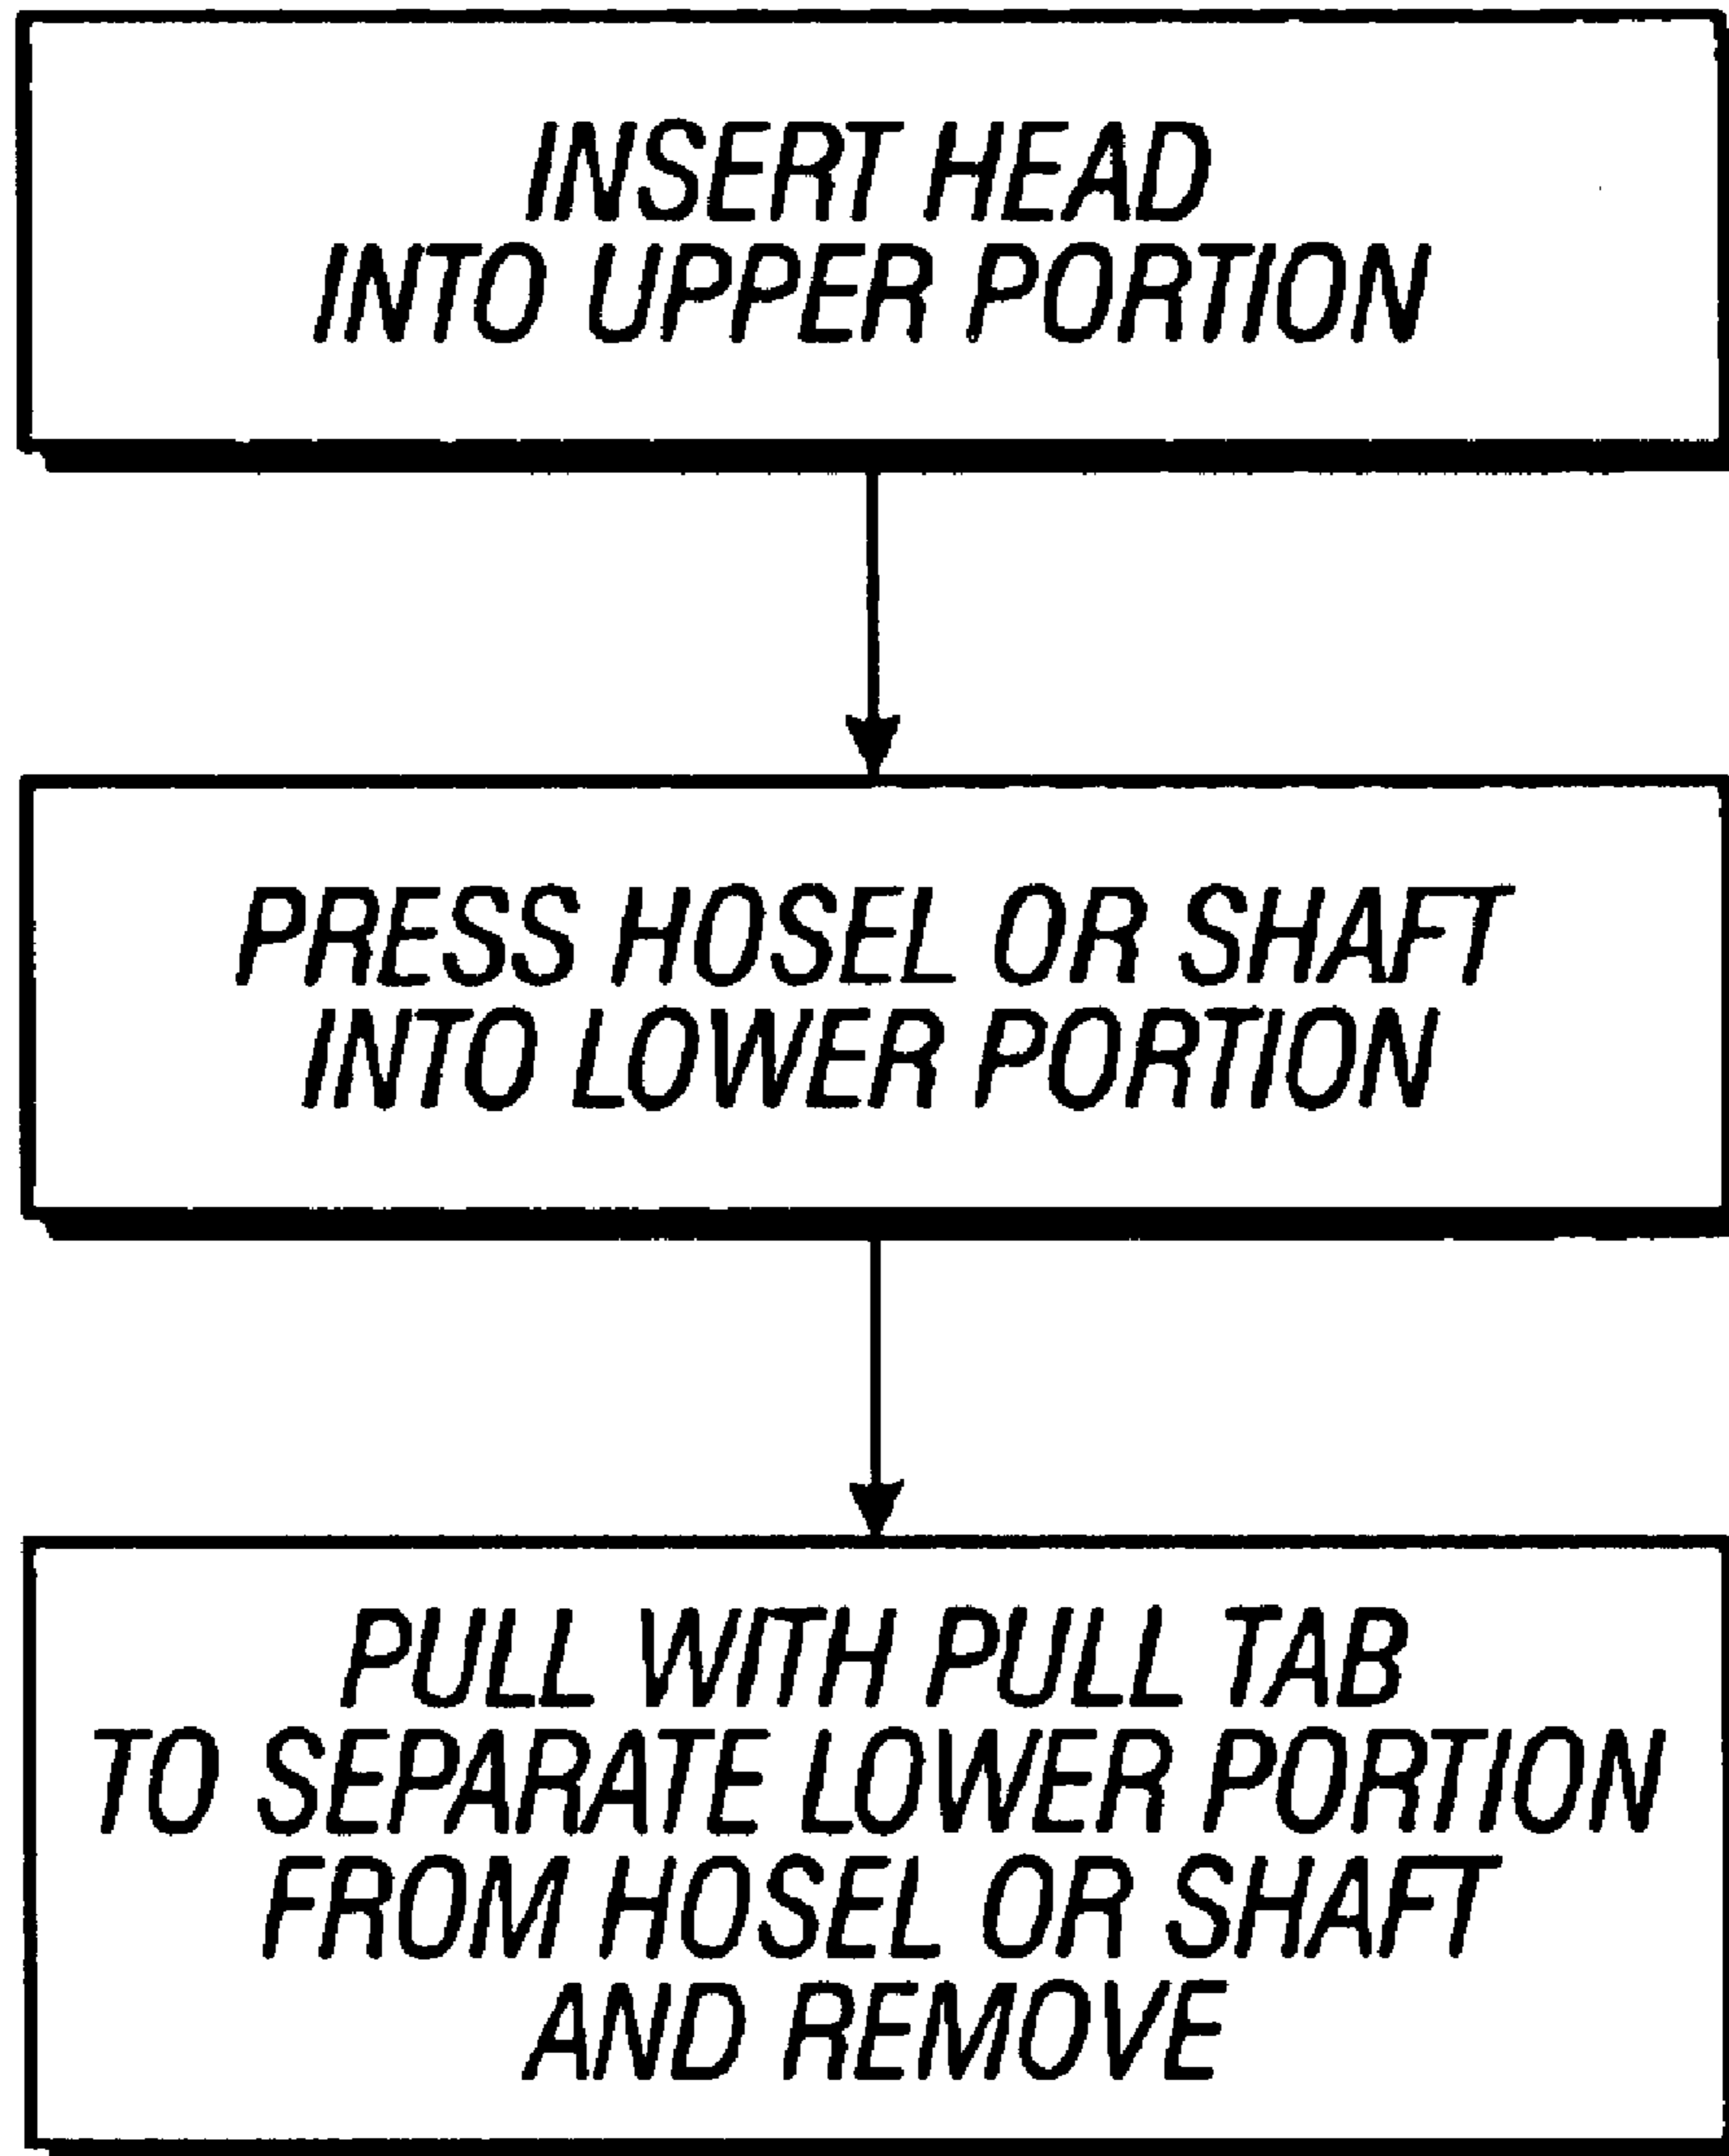 INSERT HEAD
INTO UPPER PORTION
PRESS HOSEL OR SHAFT
INTO LOWER PORTION
PULL WITH PULL TAB
TO SEPARATE LOWER PORTION
FROM HOSEL OR SHAFT
AND REMOVE